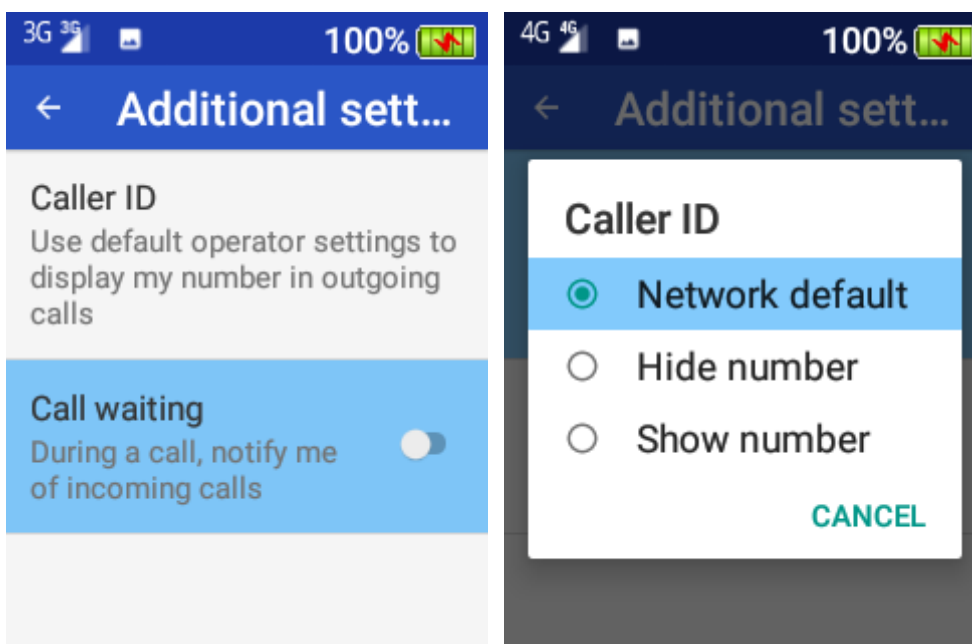 3G 3G 100%
Additional sett...
Caller ID
Use default operator settings to
display my number in outgoing
calls
Call waiting
During a call, notify me
of incoming calls
4G 4G 100%
Additional sett...
Caller ID
Network default
Hide number
Show number
CANCEL